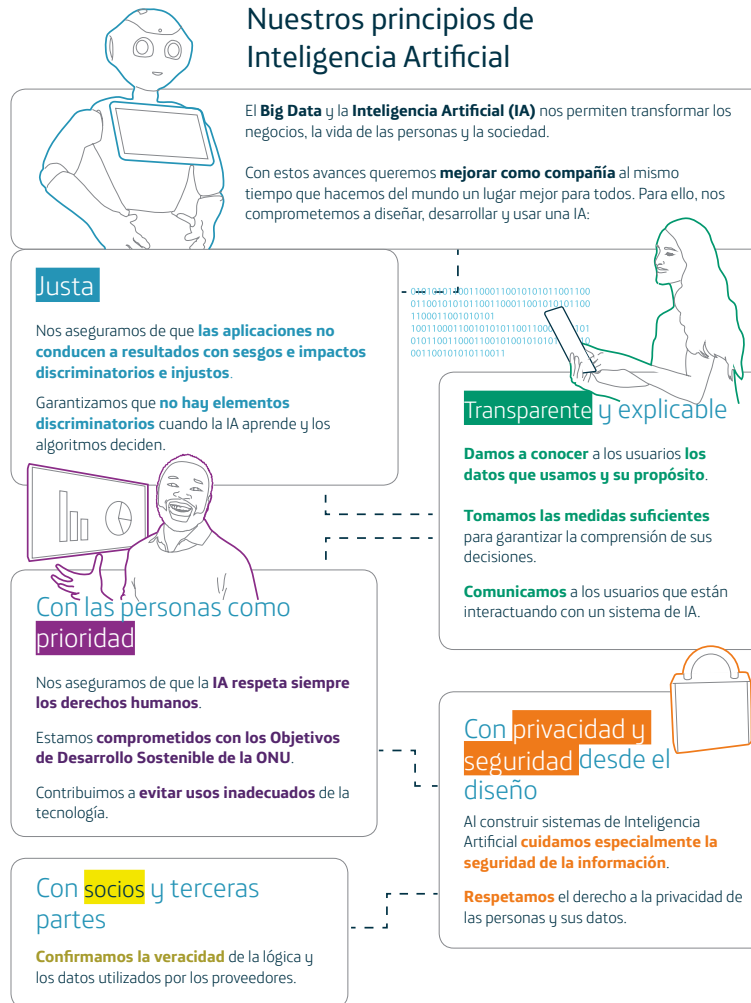 Nuestros principios de
Inteligencia Artificial
El Big Data y la Inteligencia Artificial (IA) nos permiten transformar los
negocios, la vida de las personas y la sociedad.
Con estos avances queremos mejorar como compañía al mismo
tiempo que hacemos del mundo un lugar mejor para todos. Para ello, nos
comprometemos a diseñar, desarrollar y usar una IA:
Justa
Nos aseguramos de que las aplicaciones no
conducen a resultados con sesgos e impactos
discriminatorios e injustos.
Garantizamos que no hay elementos
discriminatorios cuando la IA aprende y los
algoritmos deciden.
Transparente y explicable
Damos a conocer a los usuarios los
datos que usamos y su propósito.
Tomamos las medidas suficientes
para garantizar la comprensión de sus
decisiones.
Comunicamos a los usuarios que están
interactuando con un sistema de IA.
Con las personas como
prioridad
Nos aseguramos de que la IA respeta siempre
los derechos humanos.
Estamos comprometidos con los Objetivos
de Desarrollo Sostenible de la ONU.
Contribuimos a evitar usos inadecuados de la
tecnología.
Con privacidad y
seguridad desde el
diseño
Al construir sistemas de Inteligencia
Artificial cuidamos especialmente la
seguridad de la información.
Respetamos el derecho a la privacidad de
las personas y sus datos.
Con socios y terceras
partes
Confirmamos la veracidad de la lógica y
los datos utilizados por los proveedores.